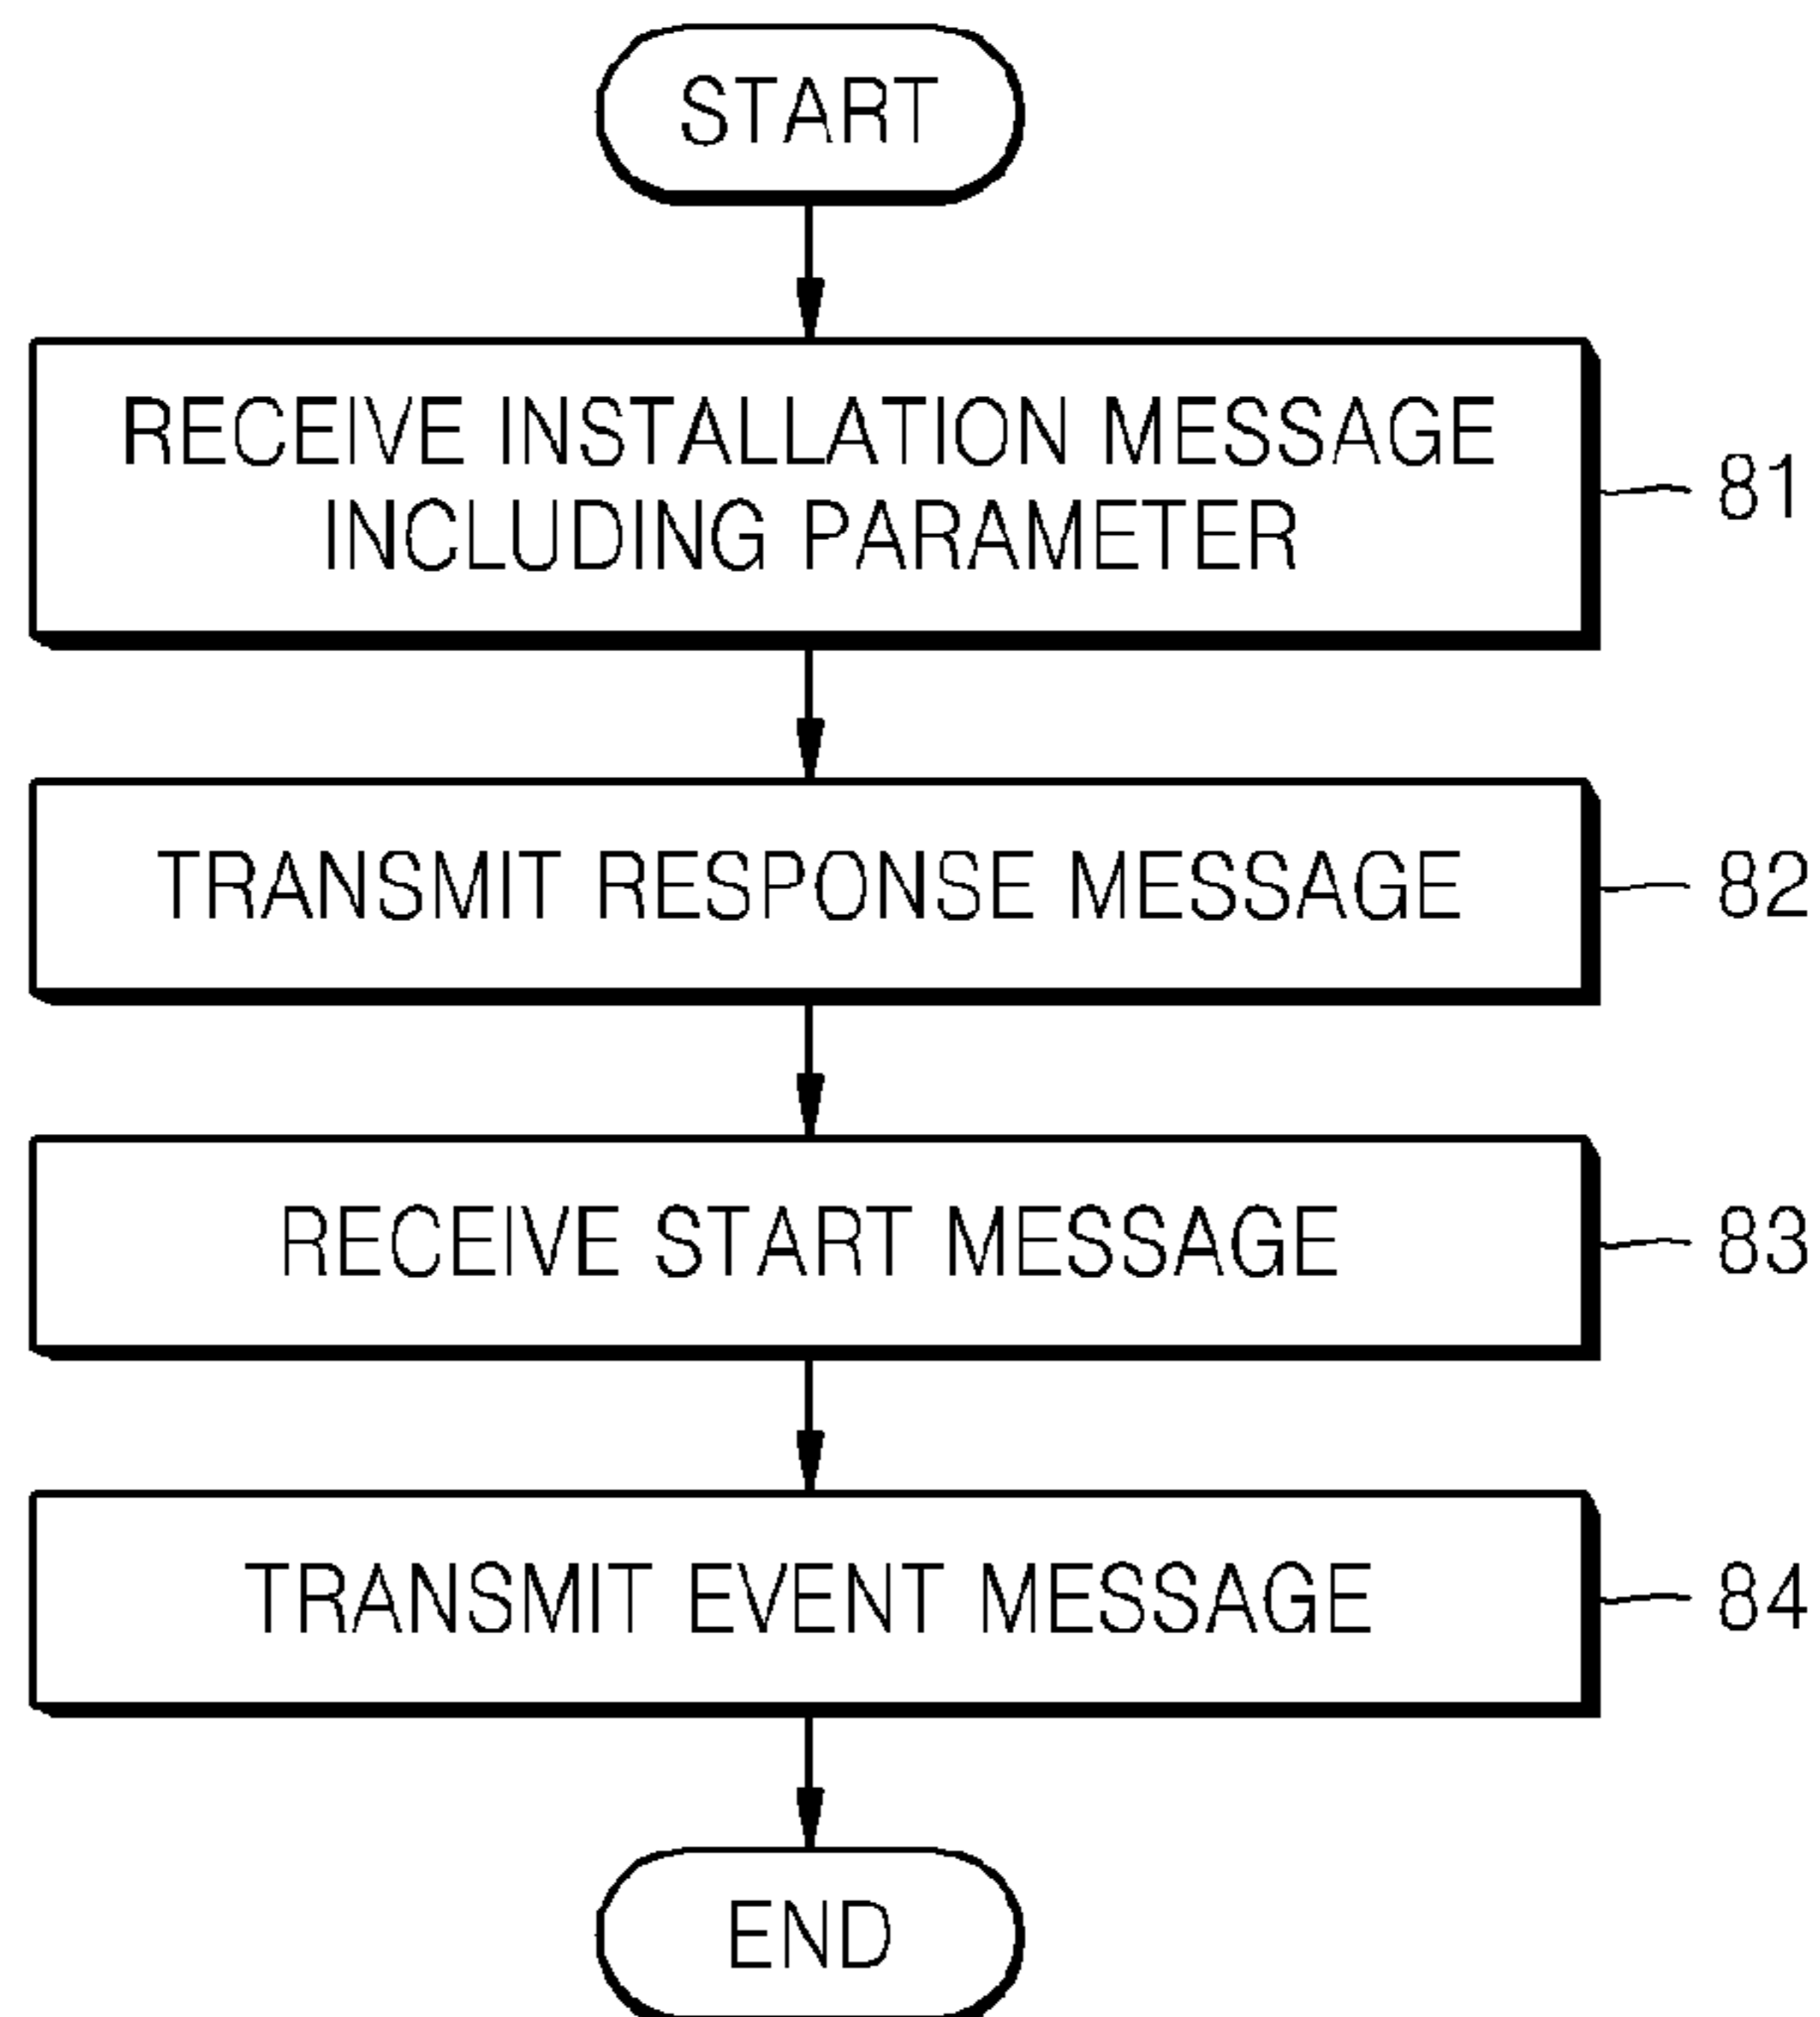 START
RECEIVE INSTALLATION MESSAGE
INCLUDING PARAMETER
81
TRANSMIT RESPONSE MESSAGE
82
RECEIVE START MESSAGE
83
TRANSMIT EVENT MESSAGE
84
END